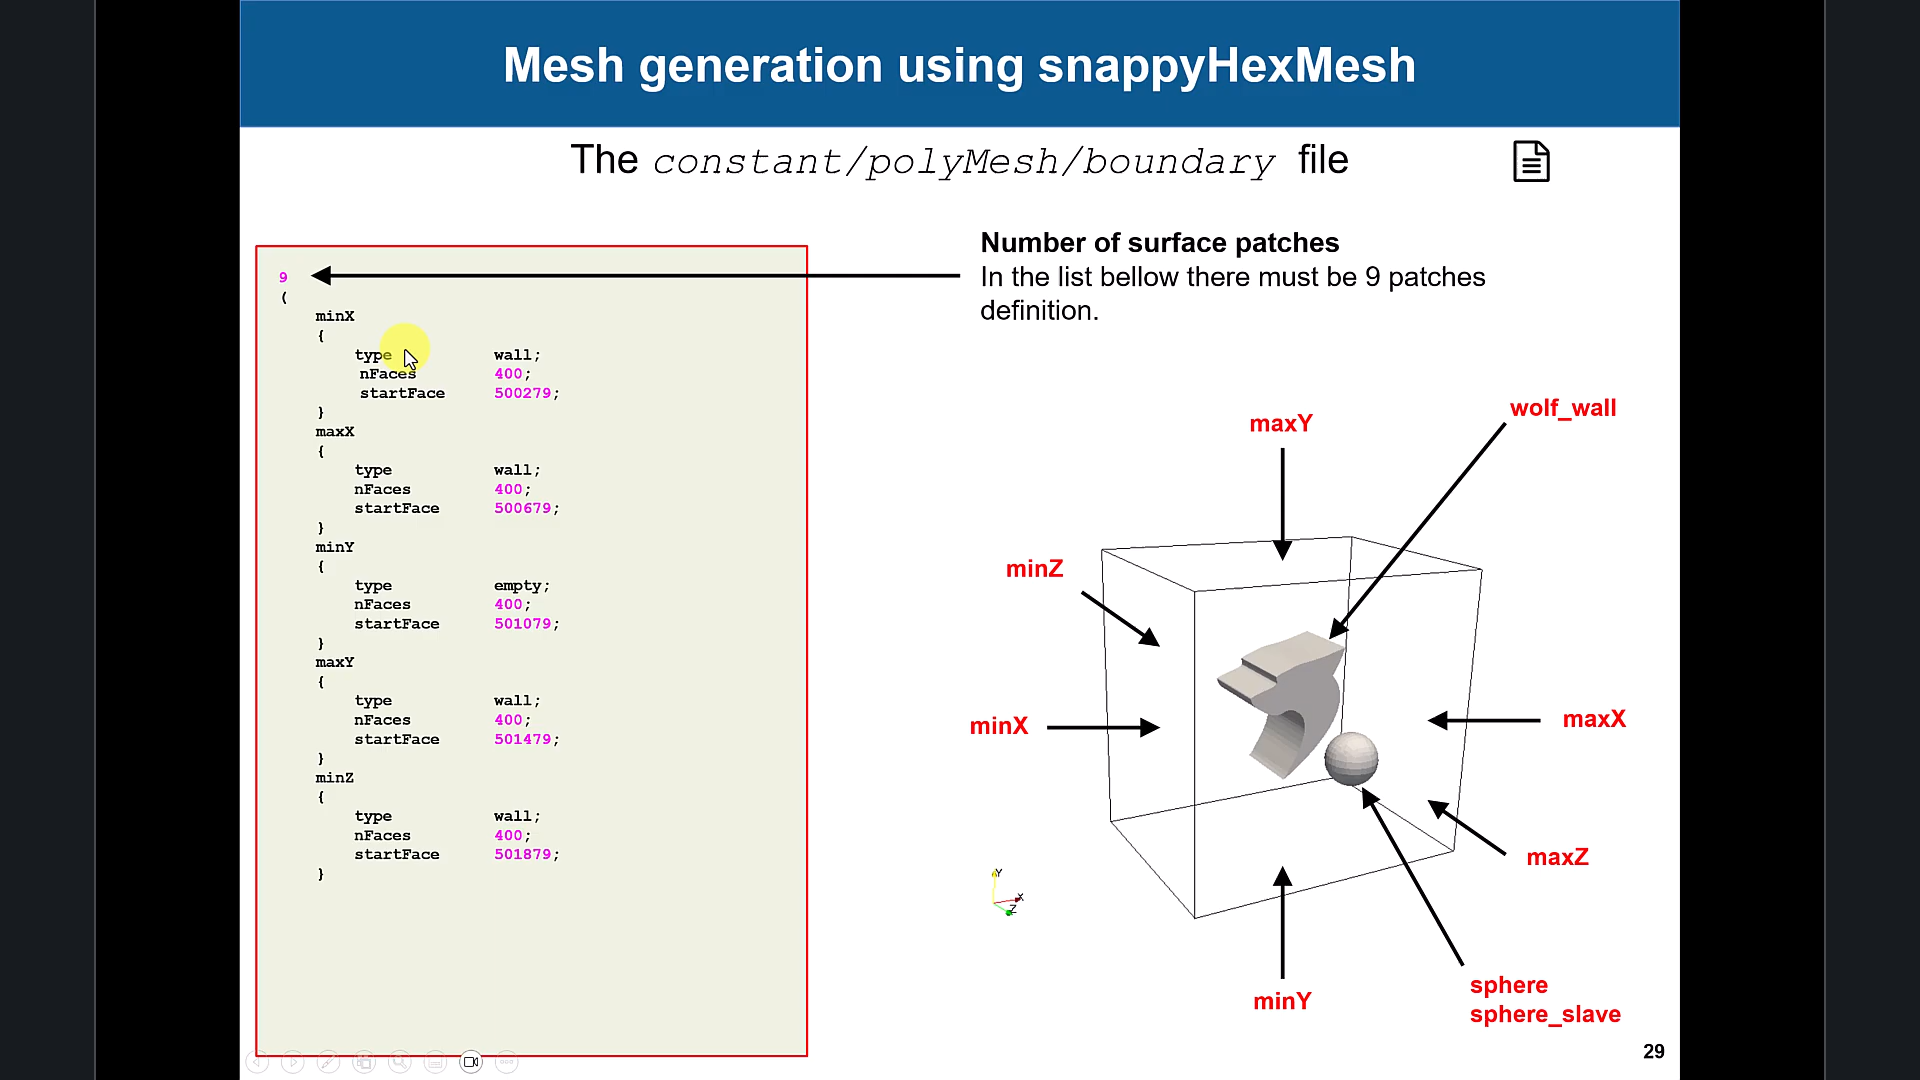 Mesh generation using snappyHexMesh
The constant/polyMesh/boundary file
9
(
minX
{
type wall;
nFaces 400;
startFace 500279;
}
maxX
{
type wall;
nFaces 400;
startFace 500679;
}
minY
{
type empty;
nFaces 400;
startFace 501079;
}
maxY
{
type wall;
nFaces 400;
startFace 501479;
}
minZ
{
type wall;
nFaces 400;
startFace 501879;
}
Number of surface patches
In the list bellow there must be 9 patches
definition.
wolf_wall
maxY
minZ
minX
maxX
maxZ
minY
sphere
sphere_slave
Y
X
Z
29